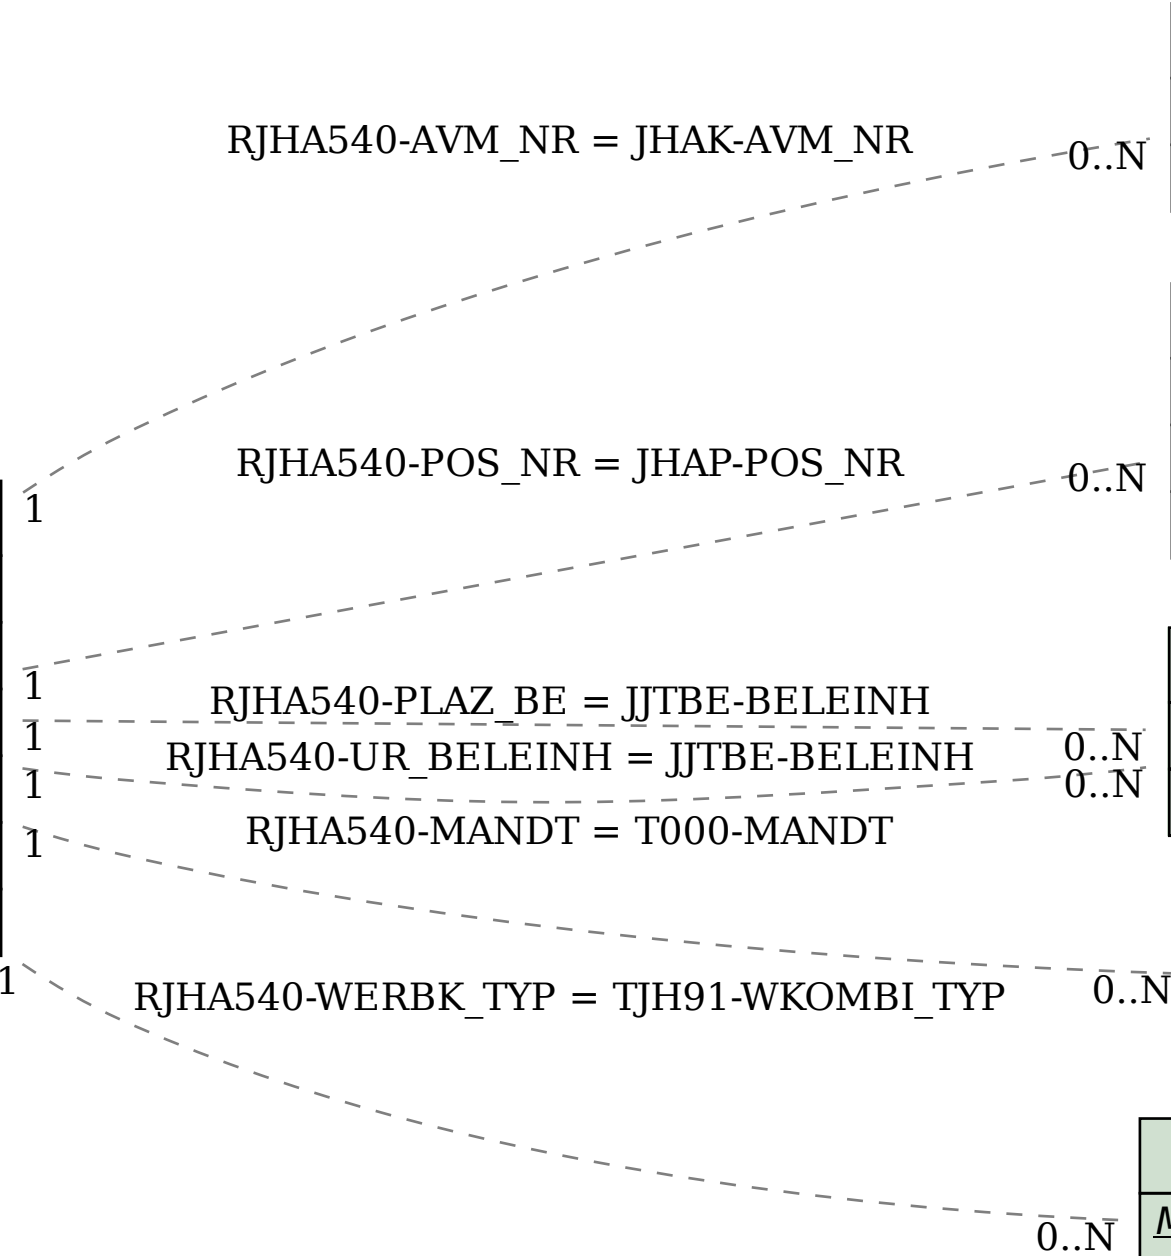 RJHA540-AVM_NR = JHAK-AVM_NR
0..N
RJHA540-POS_NR = JHAP-POS_NR
0..N
1
1
RJHA540-PLAZ_BE = JJTBE-BELEINH
1
0..N
RJHA540-UR_BELEINH = JJTBE-BELEINH
1
0..N
RJHA540-MANDT = T000-MANDT
1
1
RJHA540-WERBK_TYP = TJH91-WKOMBI_TYP
0..N
0..N